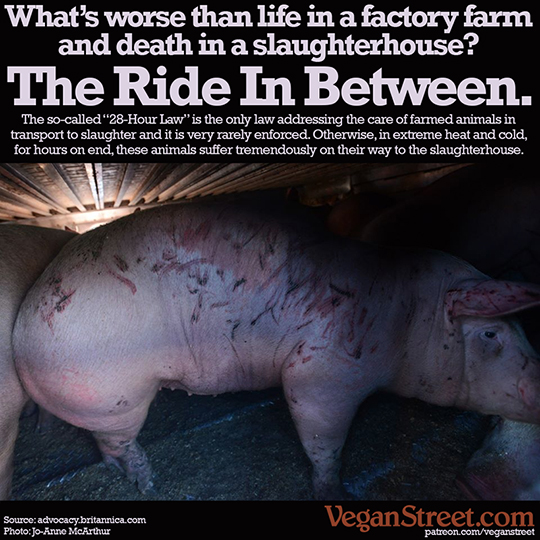 What's worse than life in a factory farm
and death in a slaughterhouse?
The Ride In Between.
The so-called "28-Hour Law" is the only law addressing the care of farmed animals in
transport to slaughter and it is very rarely enforced. Otherwise, in extreme heat and cold,
for hours on end, these animals suffer tremendously on their way to the slaughterhouse.
Source: advocacy.britannica.com
Photo: Jo-Anne McArthur
VeganStreet.com
patreon.com/veganstreet